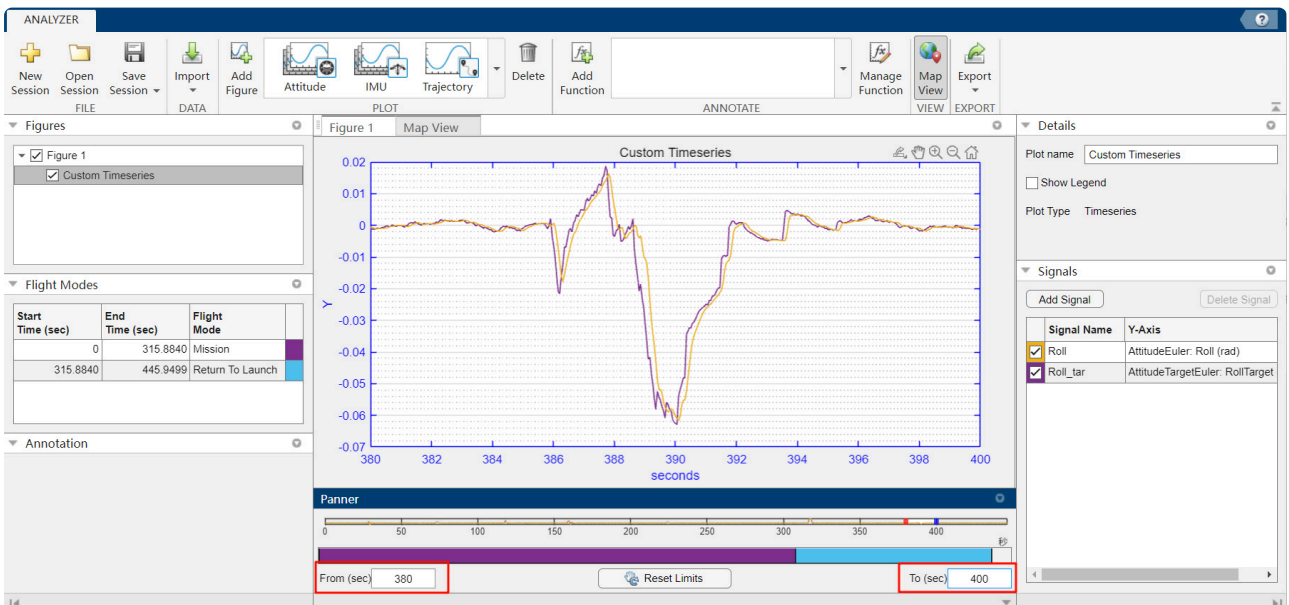 ANALYZER
?
New Session
Open Session
Save Session
Import
Add Figure
Attitude
IMU
Trajectory
Delete
Add Function
Manage Function
Map View
Export
FILE
DATA
PLOT
ANNOTATE
VIEW
EXPORT
Figures
Figure 1
Custom Timeseries
Flight Modes
Start Time (sec) End Time (sec) Flight Mode
0 315.8840 Mission
315.8840 445.9499 Return To Launch
Annotation
Figure 1 Map View
Custom Timeseries
0.02
0.01
0
-0.01
-0.02
-0.03
-0.04
-0.05
-0.06
-0.07
Y
380 382 384 386 388 390 392 394 396 398 400
seconds
Panner
0 50 100 150 200 250 300 350 400
秒
From (sec) 380
Reset Limits
To (sec) 400
Details
Plot name Custom Timeseries
Show Legend
Plot Type Timeseries
Signals
Add Signal Delete Signal
Signal Name Y-Axis
Roll AttitudeEuler: Roll (rad)
Roll_tar AttitudeTargetEuler: RollTarget